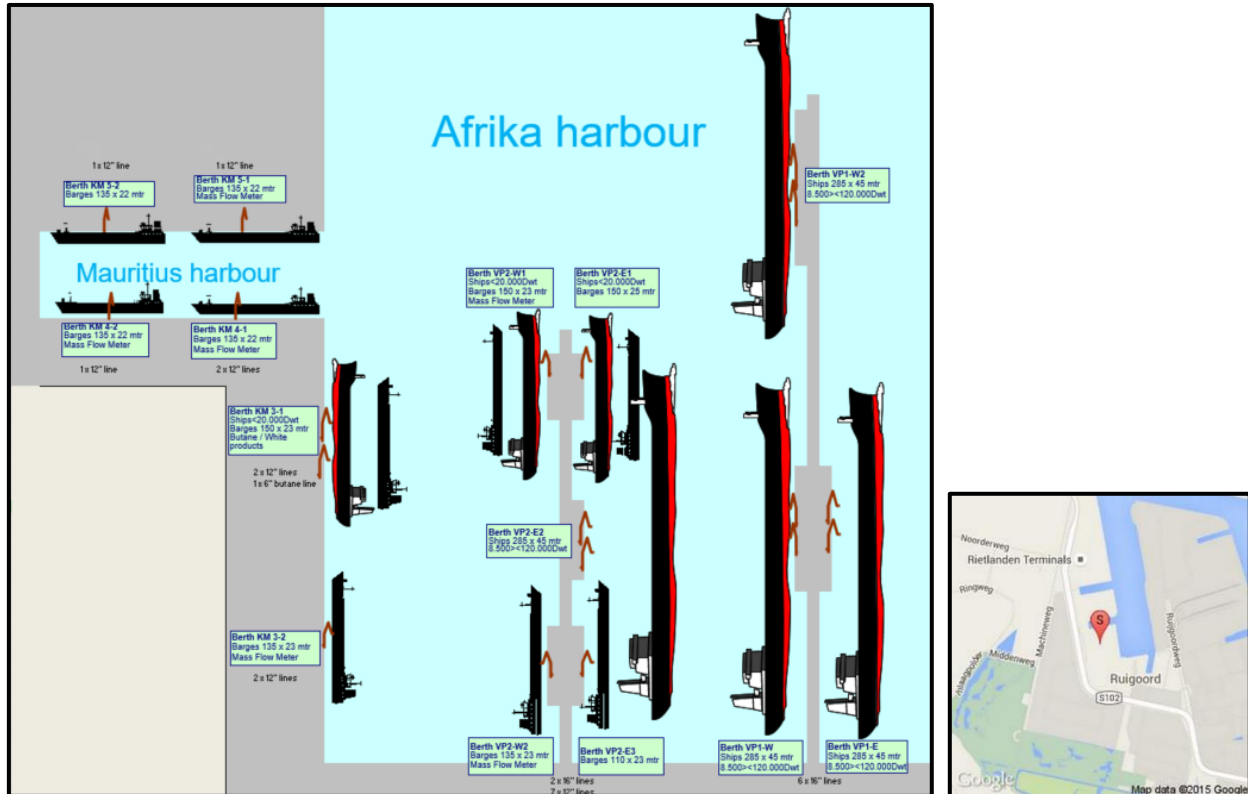 Afrika harbour
1 x 12" line
1 x 12" line
Berth KM 5-2
Barges 135 x 22 mtr
Berth KM 5-1
Barges 135 x 22 mtr
Mass Flow Meter
Berth VP1-W2
Ships 285 x 45 mtr
8.500><120.000Dwt
Mauritius harbour
Berth VP2-W1
Ships<20.000Dwt
Barges 150 x 23 mtr
Mass Flow Meter
Berth VP2-E1
Ships<20.000Dwt
Barges 150 x 25 mtr
Berth KM 4-2
Barges 135 x 22 mtr
Mass Flow Meter
Berth KM 4-1
Barges 135 x 22 mtr
Mass Flow Meter
1 x 12" line
2 x 12" lines
Berth KM 3-1
Ships<20.000Dwt
Barges 150 x 23 mtr
Butane / White
products
2 x 12" lines
1 x 6" butane line
Berth VP2-E2
Ships 285 x 45 mtr
8.500><120.000Dwt
Berth KM 3-2
Barges 135 x 23 mtr
Mass Flow Meter
2 x 12" lines
Berth VP2-W2
Barges 135 x 23 mtr
Mass Flow Meter
Berth VP2-E3
Barges 110 x 23 mtr
Berth VP1-W
Ships 285 x 45 mtr
8.500><120.000Dwt
Berth VP1-E
Ships 285 x 45 mtr
8.500><120.000Dwt
2 x 16" lines
7 x 12" lines
6 x 16" lines
Noorderweg
Rietlanden Terminals
Ringweg
Machineweg
S
Ruigoordweg
Middenweg
Inlaagpolder
Ruigoord
S102
Google
Map data ©2015 Google